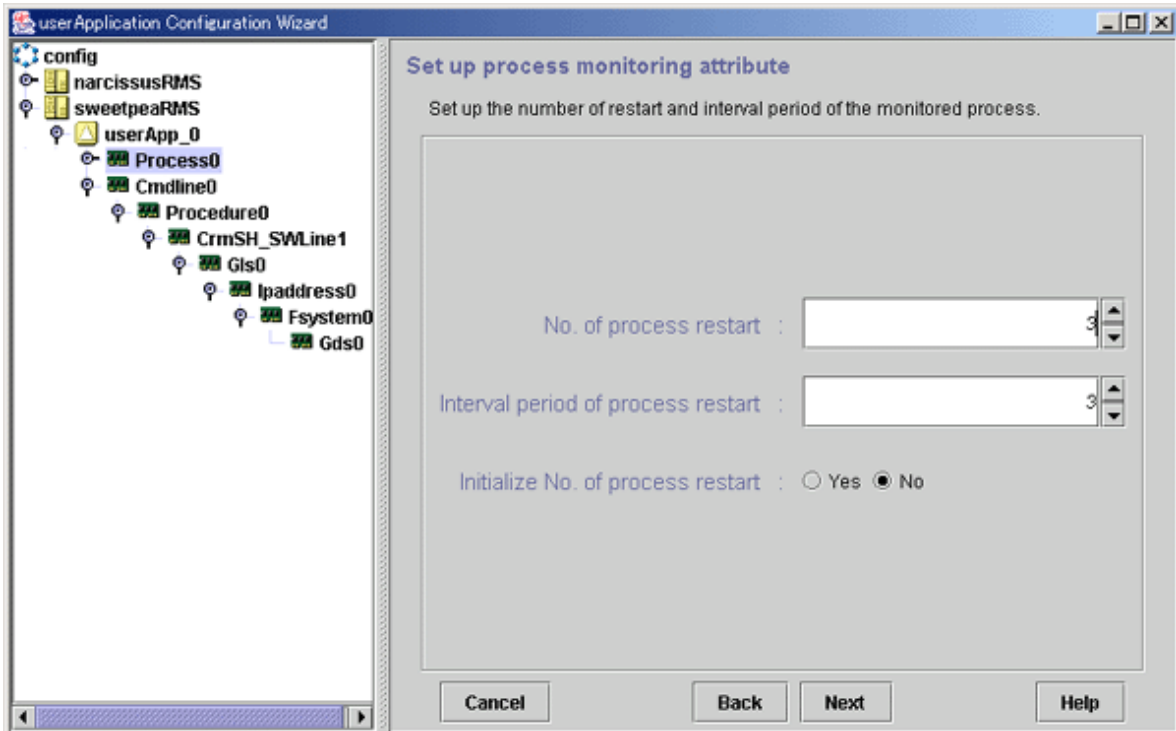 userApplication Configuration Wizard
config
narcissusRMS
sweetpeaRMS
userApp_0
Process0
Cmdline0
Procedure0
CrmSH_SWLine1
Gls0
Ipaddress0
Fsystem0
Gds0
Set up process monitoring attribute
Set up the number of restart and interval period of the monitored process.
No. of process restart : 3
Interval period of process restart : 3
Initialize No. of process restart : Yes No
Cancel Back Next Help